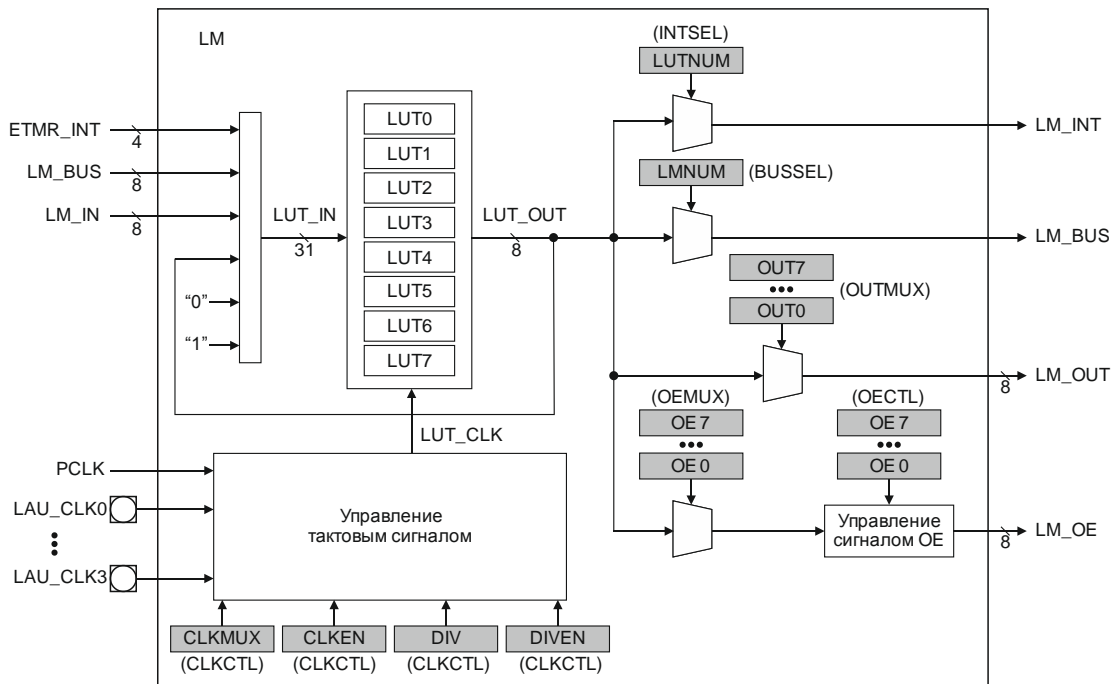 LM
(INTSEL)
LUTNUM
ETMR_INT
4
LM_BUS
8
LM_IN
8
“0”
“1”
LUT_IN
31
LUT0
LUT1
LUT2
LUT3
LUT4
LUT5
LUT6
LUT7
LUT_OUT
8
LM_INT
LMNUM (BUSSEL)
LM_BUS
OUT7
OUT0
(OUTMUX)
LM_OUT
8
(OEMUX)
OE 7
OE 0
(OECTL)
OE 7
OE 0
Управление
сигналом OE
LM_OE
8
LUT_CLK
PCLK
LAU_CLK0
LAU_CLK3
Управление
тактовым сигналом
CLKMUX
(CLKCTL)
CLKEN
(CLKCTL)
DIV
(CLKCTL)
DIVEN
(CLKCTL)